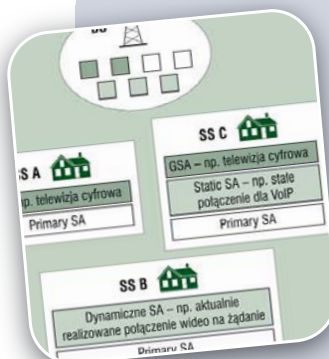 SS C
GSA – np. telewizja cyfrowa
Static SA – np. stałe
połączenie dla VoIP
Primary SA
SS A
np. telewizja cyfrowa
Primary SA
SS B
Dynamiczne SA – np. aktualnie
realizowane połączenie wideo na żądanie
Primary SA